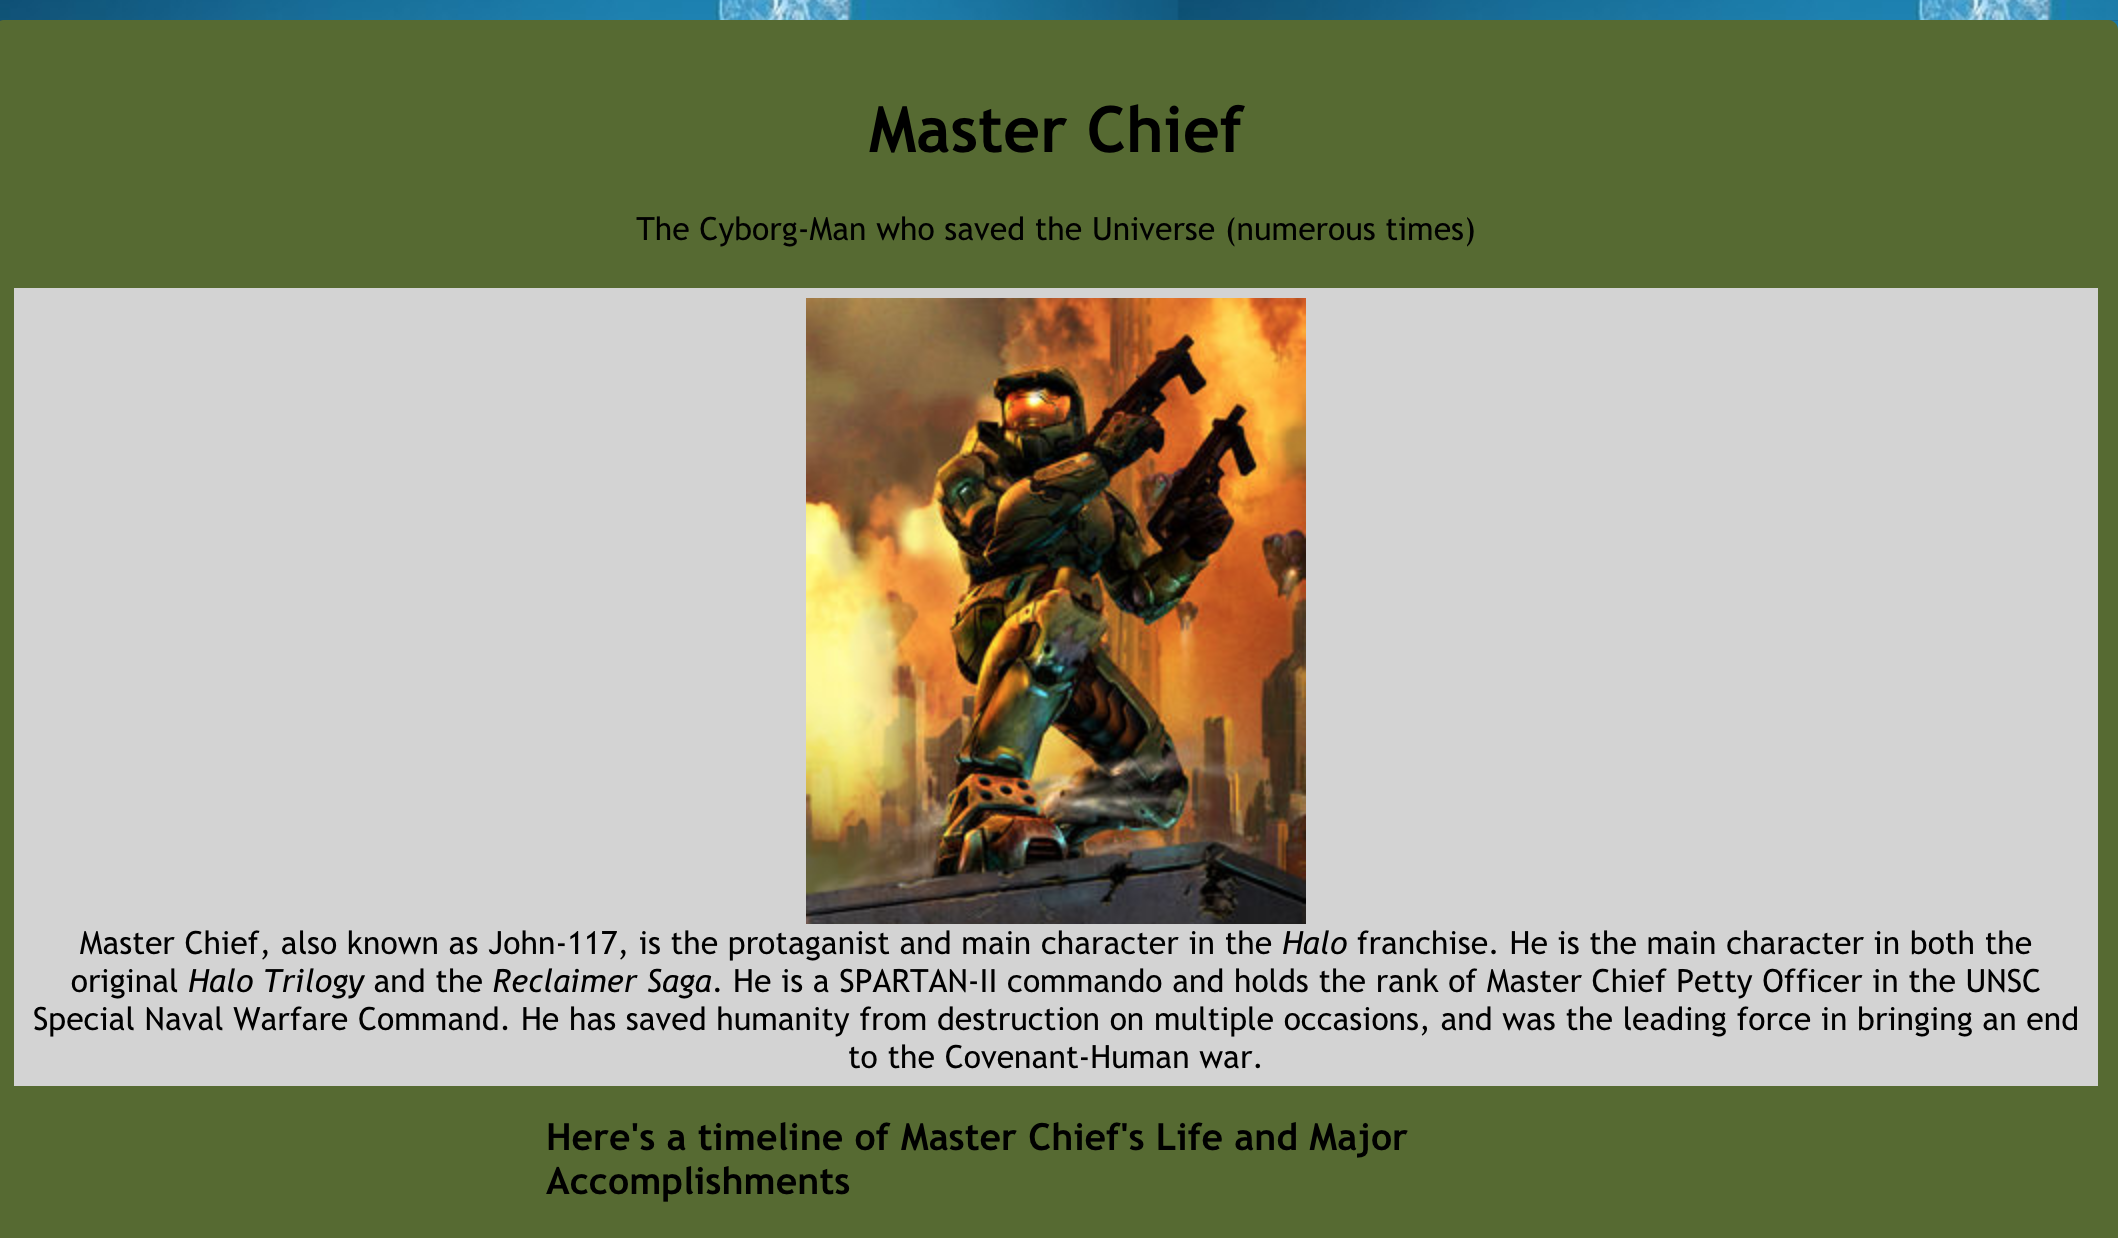 Master Chief
The Cyborg-Man who saved the Universe (numerous times)
Master Chief, also known as John-117, is the protaganist and main character in the Halo franchise. He is the main character in both the
original Halo Trilogy and the Reclaimer Saga. He is a SPARTAN-II commando and holds the rank of Master Chief Petty Officer in the UNSC
Special Naval Warfare Command. He has saved humanity from destruction on multiple occasions, and was the leading force in bringing an end
to the Covenant-Human war.
Here's a timeline of Master Chief's Life and Major
Accomplishments